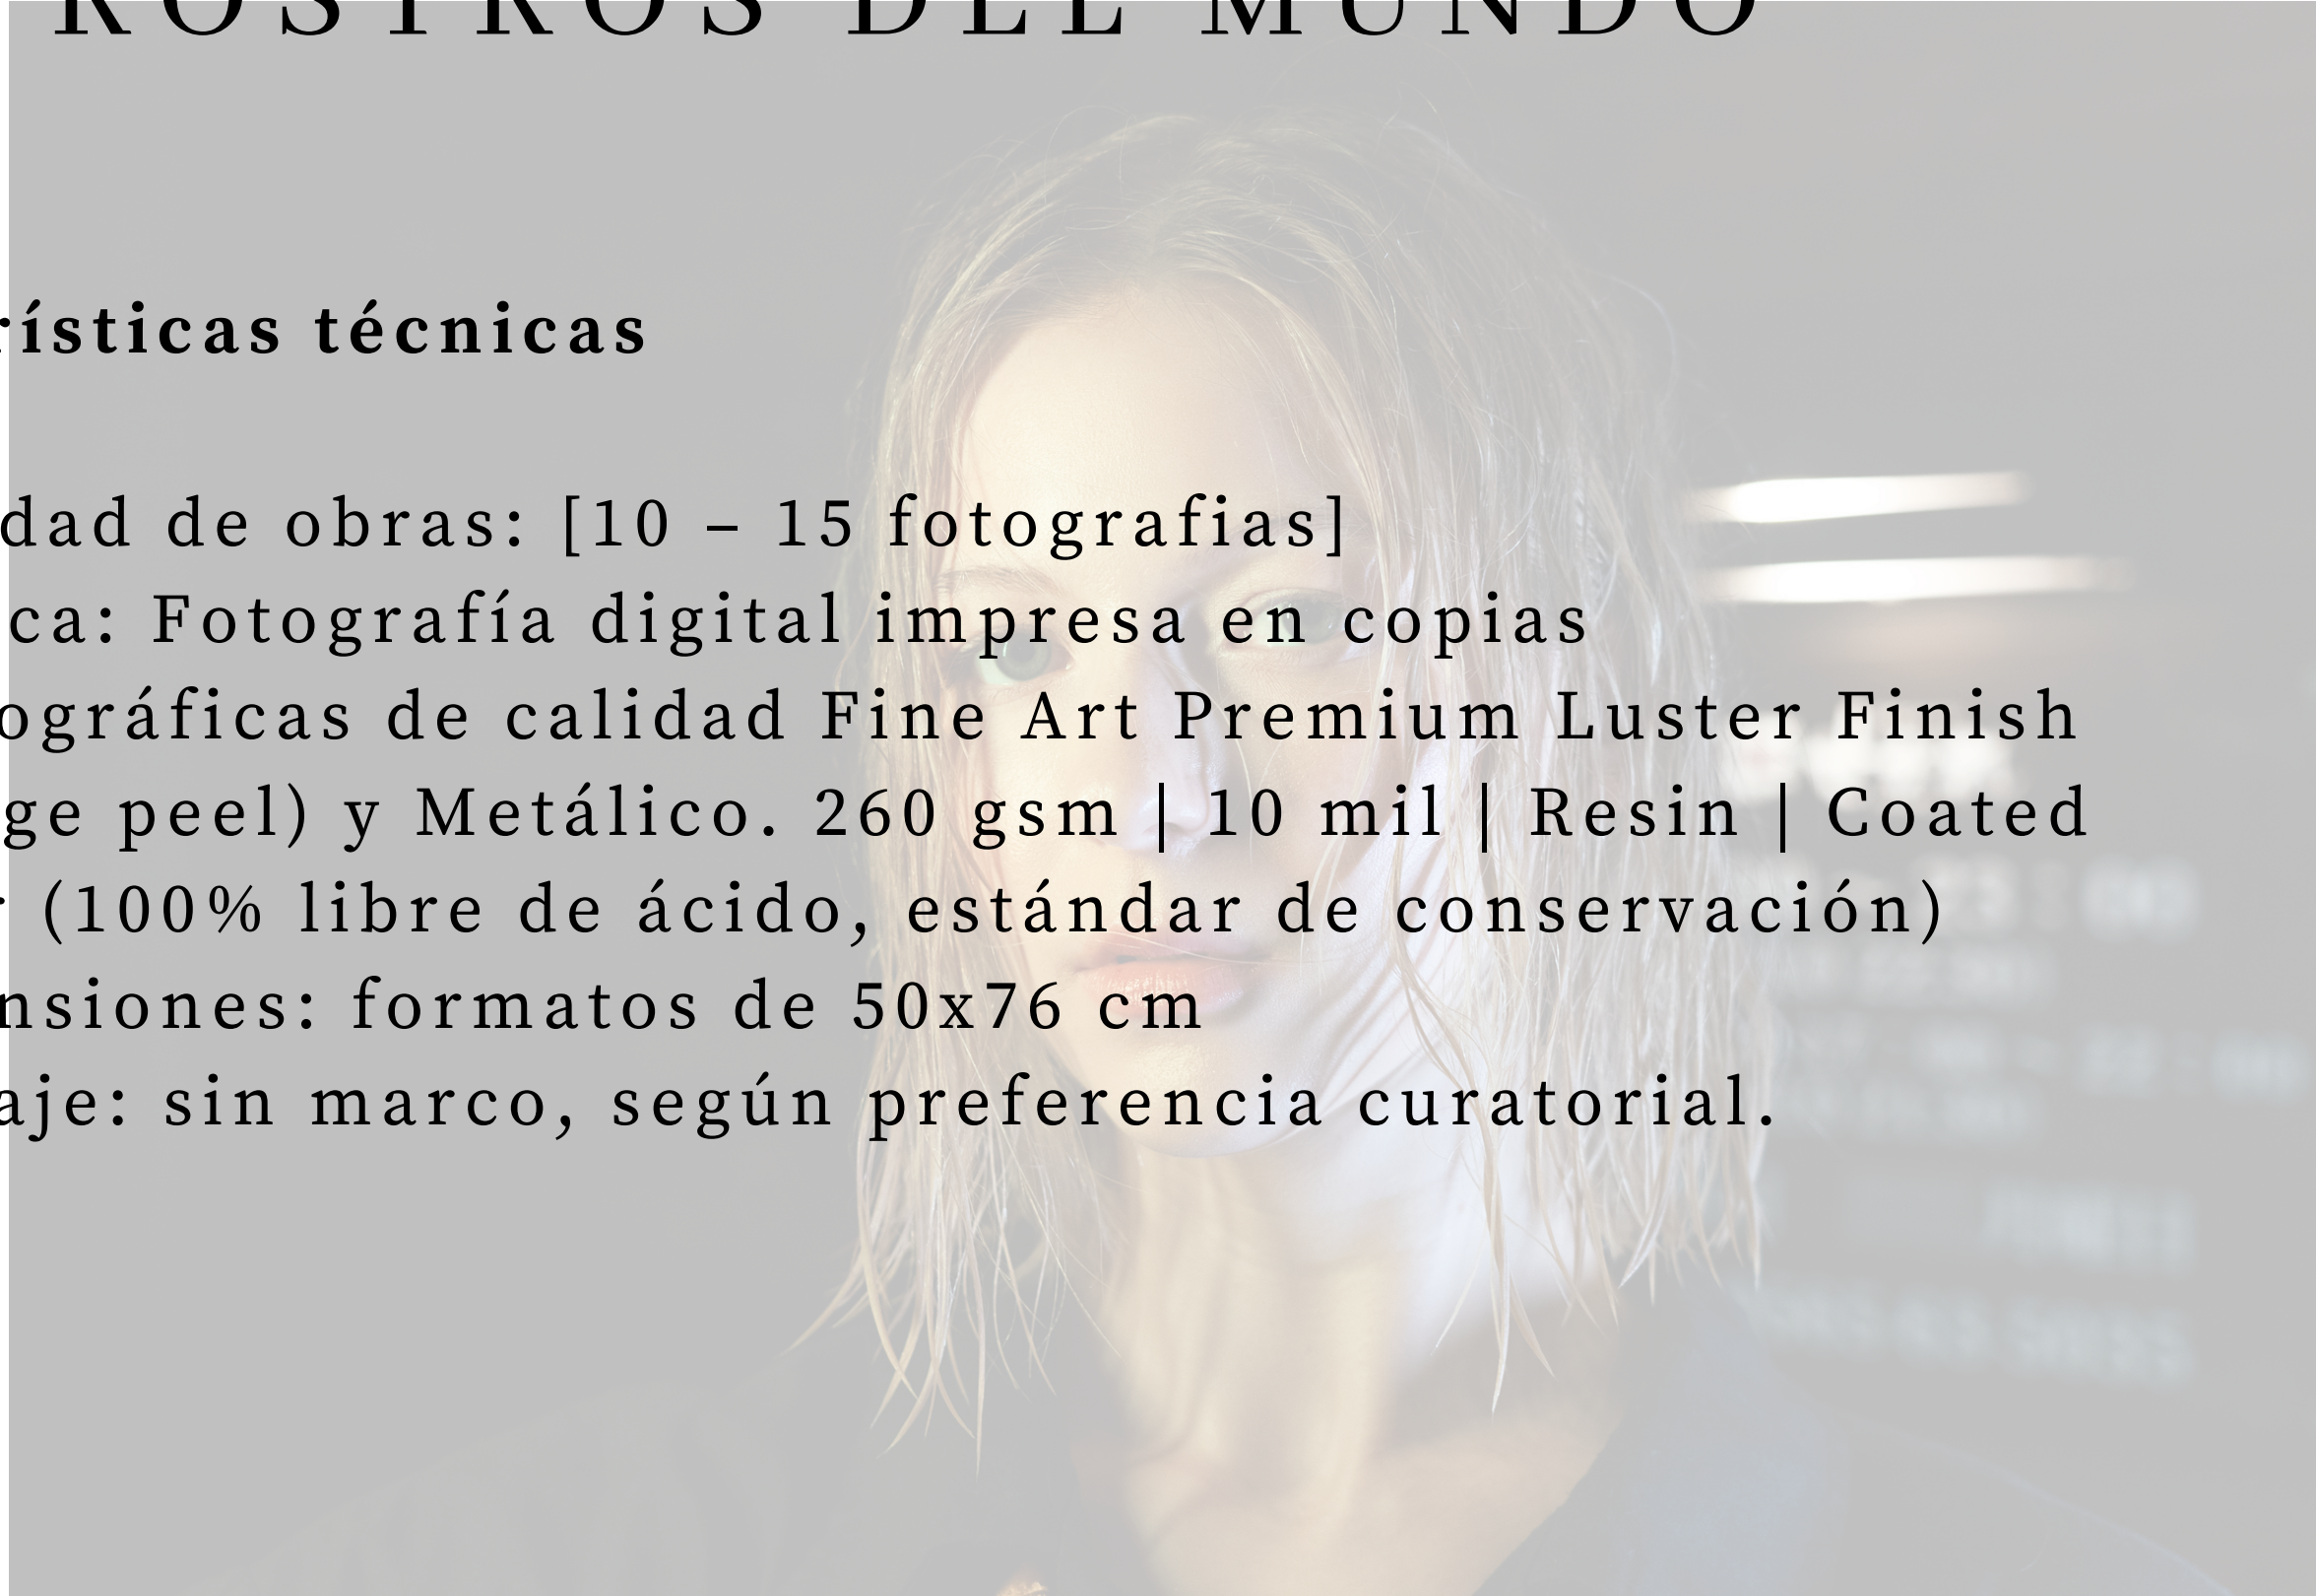 ROSTROS DEL MUNDO
rísticas técnicas
dad de obras: [10 – 15 fotografias]
ca: Fotografía digital impresa en copias
ográficas de calidad Fine Art Premium Luster Finish
ge peel) y Metálico. 260 gsm | 10 mil | Resin | Coated
(100% libre de ácido, estándar de conservación)
nsiones: formatos de 50x76 cm
aje: sin marco, según preferencia curatorial.